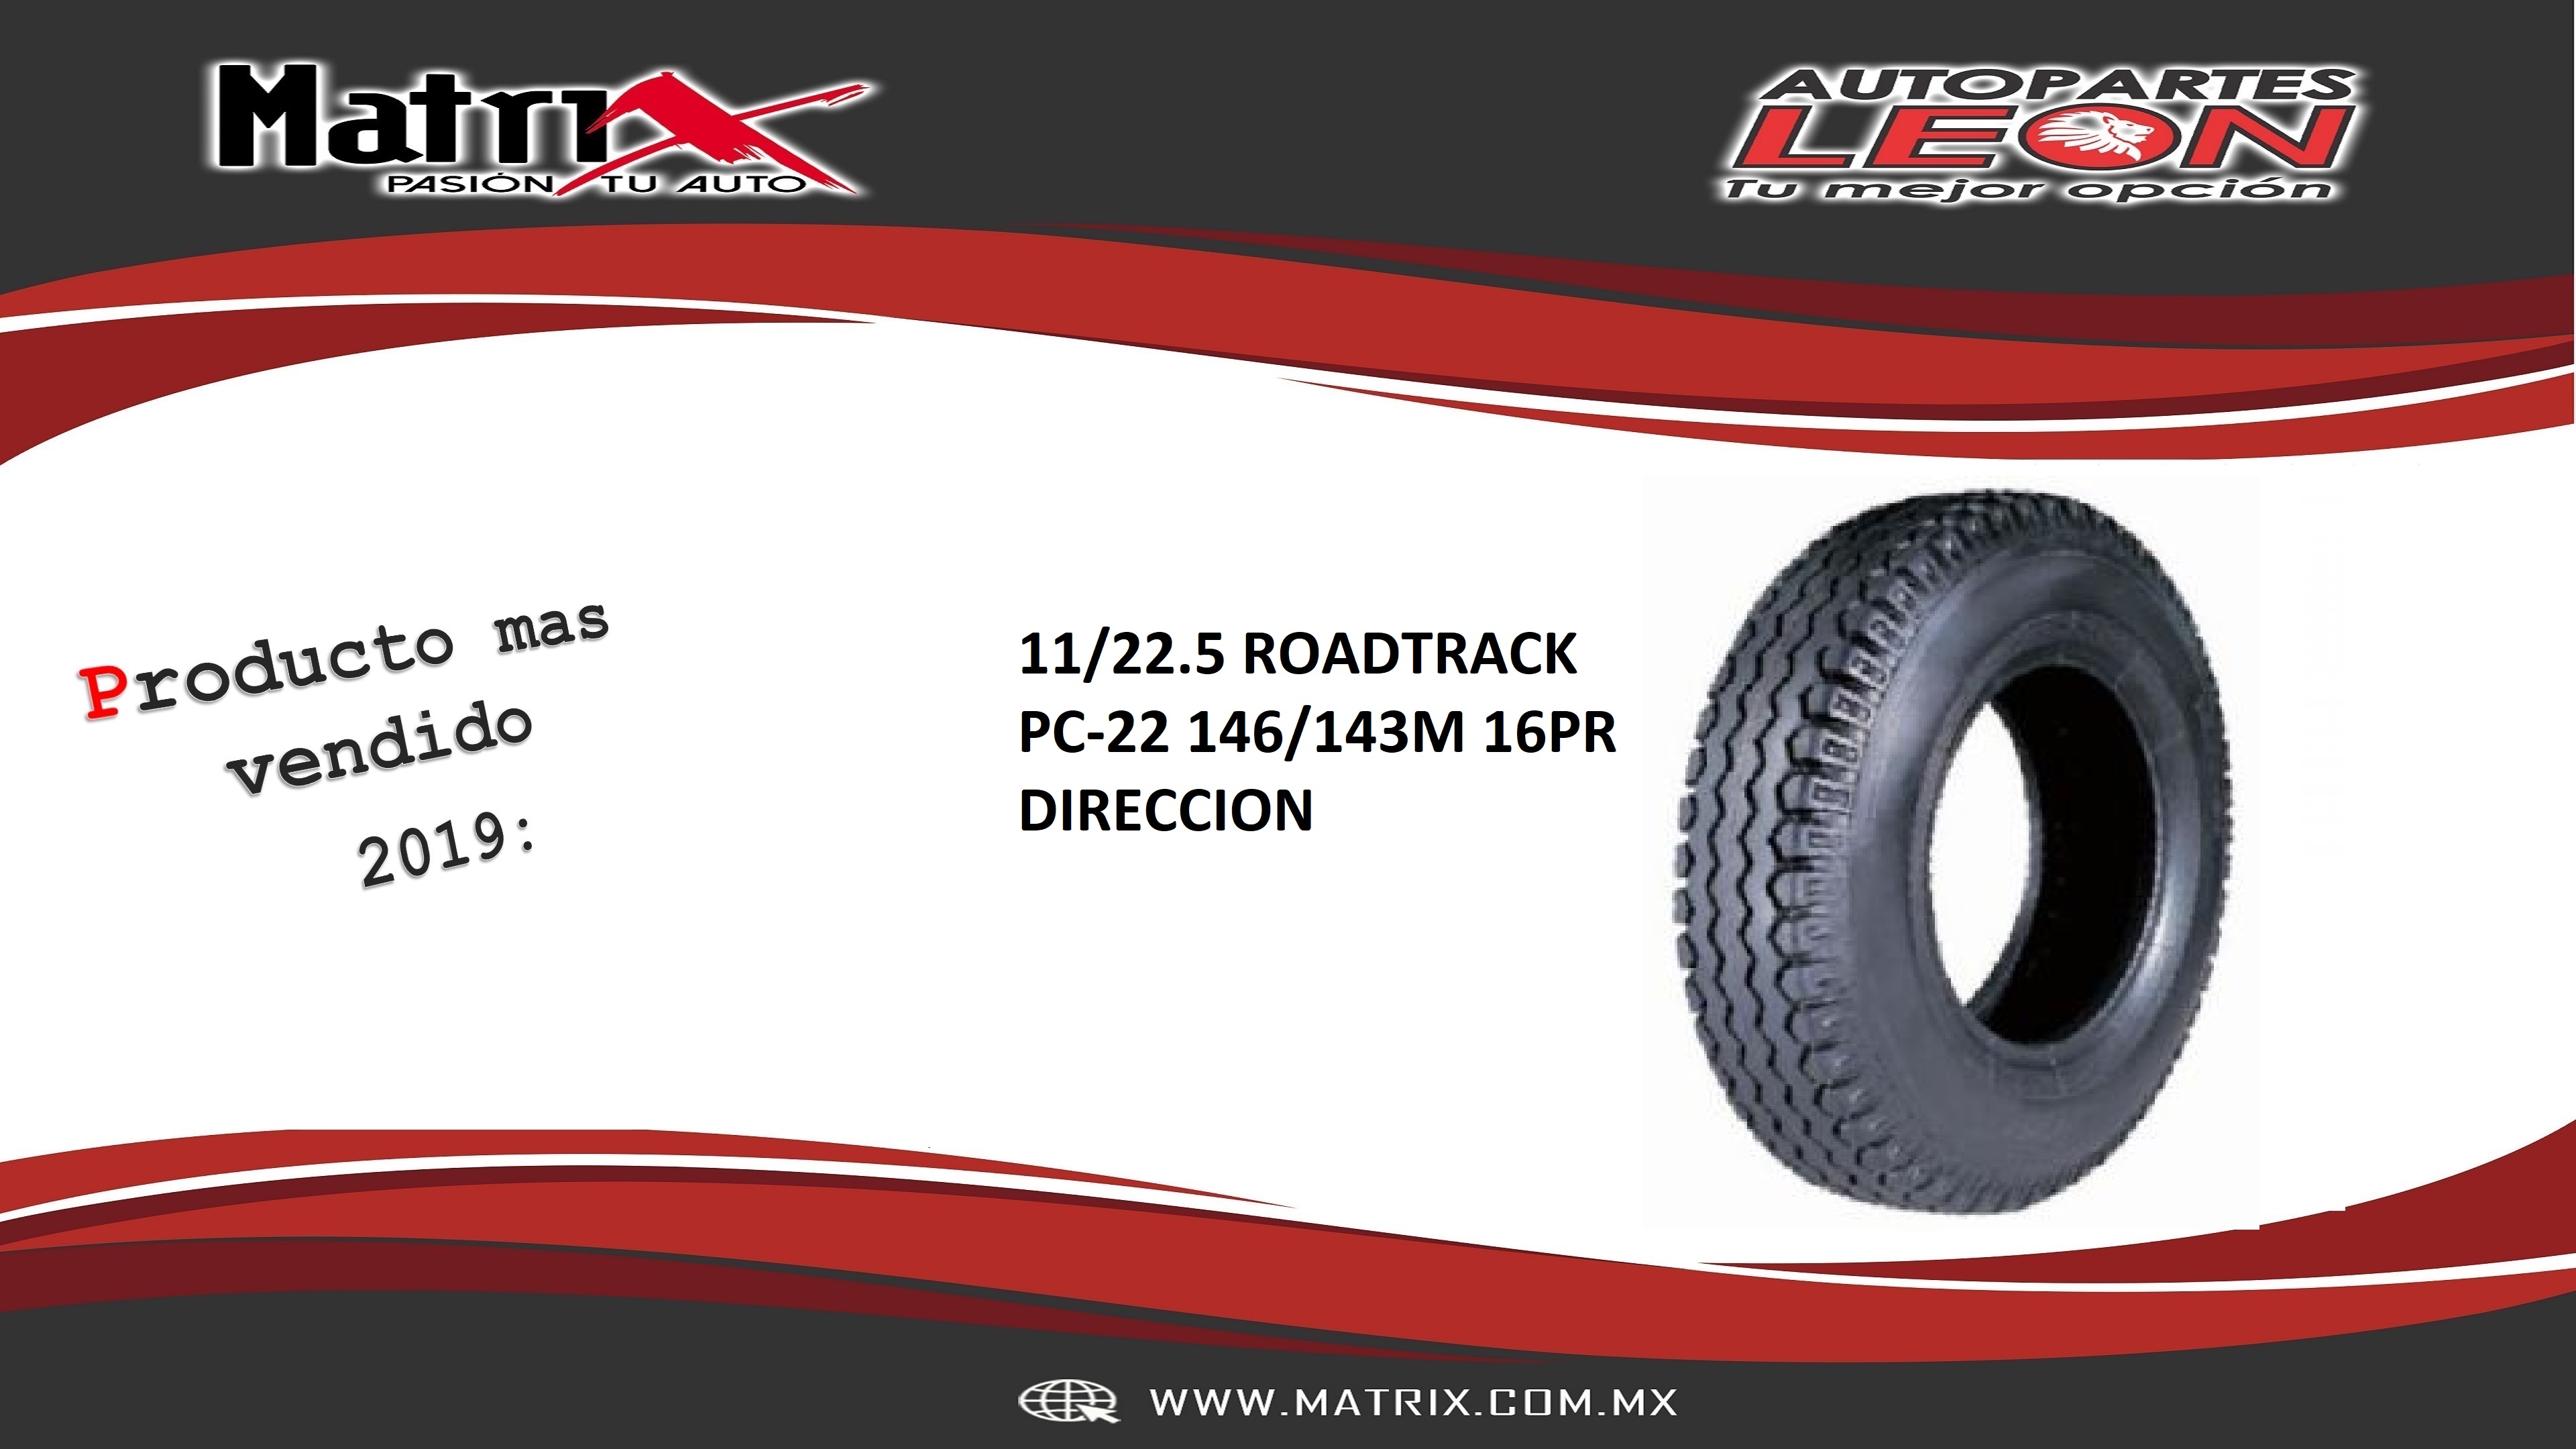 Matrix
PASIÓN X TU AUTO
AUTOPARTES
LEON
Tu mejor opción
Producto mas
vendido
2019:
11/22.5 ROADTRACK
PC-22 146/143M 16PR
DIRECCION
WWW.MATRIX.COM.MX